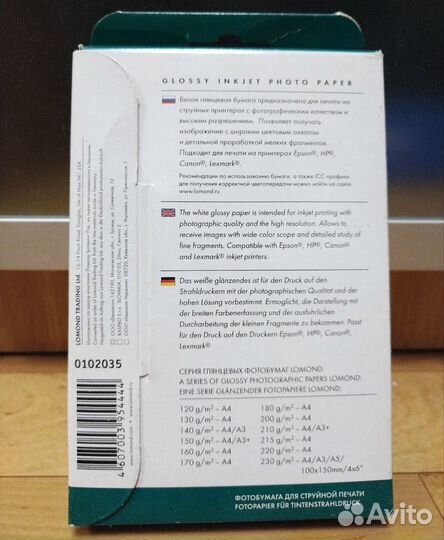 GLOSSY INKJET PHOTO PAPER
Белая глянцевая бумага предназначена для печати на
струйных принтерах с фотографическим качеством и
высоким разрешением. Позволяет получать
изображение с широким цветовым охватом
и детальной проработкой мелких фрагментов.
Подходит для печати на принтерах Epson®, HP®,
Canon®, Lexmark®.
Рекомендации по использованию бумаги, а также ICC профили
для получения корректной цветопередачи можно найти на сайте
www.lomond.ru
The white glossy paper is intended for inkjet printing with
photographic quality and the high resolution. Allows to
receive images with wide color scope and detailed study of
fine fragments. Compatible with Epson®, HP®, Canon®
and Lexmark® inkjet printers.
Das weiße glänzendes ist für den Druck auf den
Strahldruckern mit der photographischen Qualität und der
hohen Lösung vorbestimmt. Ermoglicht, die Darstellung mit
der breiten Farbenerfassung und der ausfuhrlichen
Durcharbeitung der kleinen Fragmente zu bekommen. Passt
für den Druck auf den Druckern Epson®, HP®, Canon®,
Lexmark®
СЕРИЯ ГЛЯНЦЕВЫХ ФОТОБУМАГ LOMOND:
A SERIES OF GLOSSY PHOTOGRAPHIC PAPERS LOMOND:
EINE SERIE GLÄNZENDER FOTOPAPIERE LOMOND:
120 g/m² – A4 180 g/m² – A4
130 g/m² – A4 200 g/m² – A4
140 g/m² – A4/A3 210 g/m² – A4/A3+
150 g/m² – A4/A3+ 215 g/m² – A4
160 g/m² – A4 220 g/m² – A4
170 g/m² – A4 230 g/m² – A4/A3/A5/
100x150mm/4x6"
ФОТОБУМАГА ДЛЯ СТРУЙНОЙ ПЕЧАТИ
FOTOPAPIER FÜR TINTENSTRAHLDRUCK
LOMOND TRADING Ltd.
0102035
4 607003 954444
www.lomond.ru
Avito